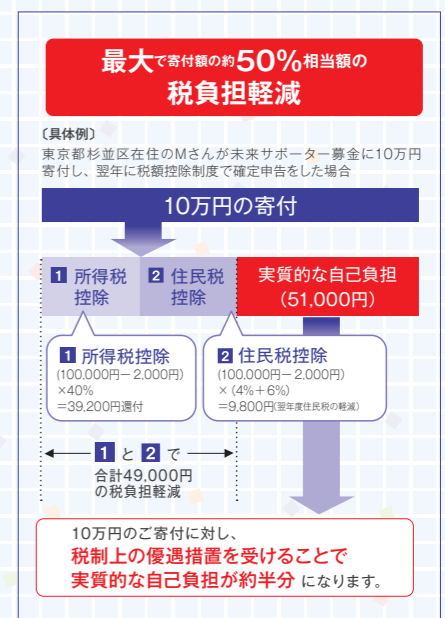 最大で寄付額の約50%相当額の
税負担軽減
〔具体例〕
東京都杉並区在住のMさんが未来サポーター募金に10万円
寄付し、翌年に税額控除制度で確定申告をした場合
10万円の寄付
1 所得税
控除
2 住民税
控除
実質的な自己負担
(51,000円)
1 所得税控除
(100,000円−2,000円)
×40%
=39,200円還付
2 住民税控除
(100,000円−2,000円)
×(4%+6%)
=9,800円(翌年度住民税の軽減)
1 と 2 で
合計49,000円
の税負担軽減
10万円のご寄付に対し、
税制上の優遇措置を受けることで
実質的な自己負担が約半分 になります。